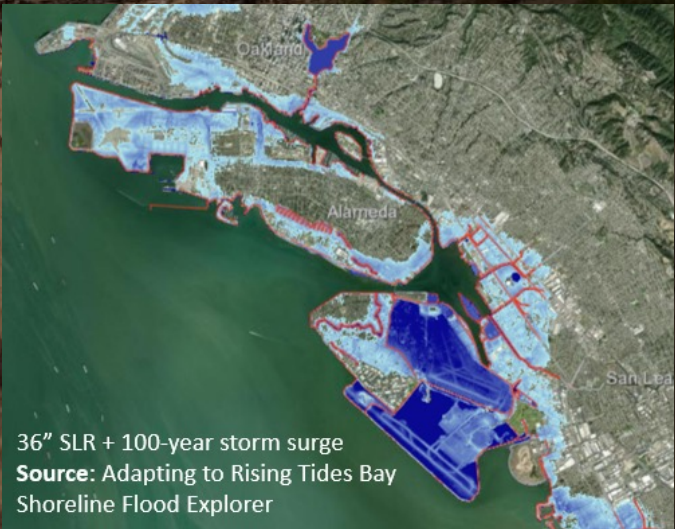 Oakland
Alameda
San Lea
36” SLR + 100-year storm surge
Source: Adapting to Rising Tides Bay
Shoreline Flood Explorer